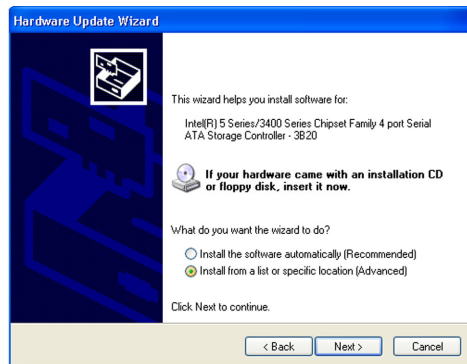 Hardware Update Wizard
This wizard helps you install software for:
Intel(R) 5 Series/3400 Series Chipset Family 4 port Serial
ATA Storage Controller - 3B20
If your hardware came with an installation CD
or floppy disk, insert it now.
What do you want the wizard to do?
Install the software automatically (Recommended)
Install from a list or specific location (Advanced)
Click Next to continue.
< Back Next > Cancel